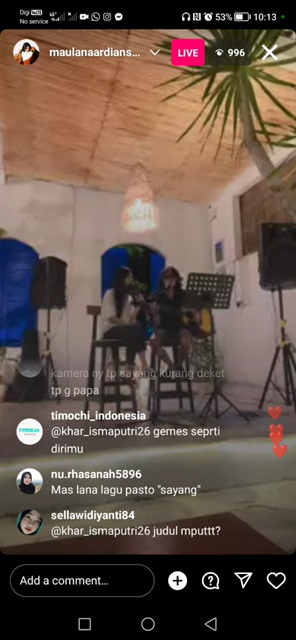 Digi VoLTE
No service
53% 10:13
maulanaardians...
LIVE
996
kamera ny tp sayang kurang deket
tp g papa
timochi_indonesia
@khar_ismaputri26 gemes seprti
dirimu
nu.rhasanah5896
Mas lana lagu pasto "sayang"
sellawidiyanti84
@khar_ismaputri26 judul mputtt?
Add a comment...